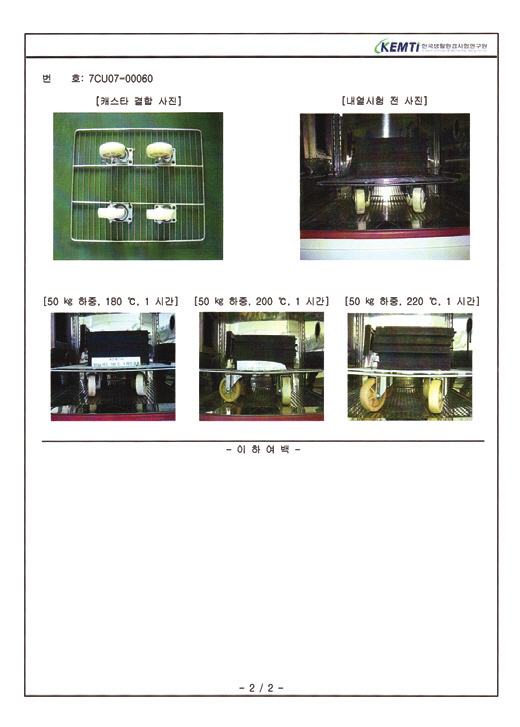 KEMTI 한국생활환경시험연구원
번 호: 7CU07-00060
[캐스타 결합 사진] [내열시험 전 사진]
[50 kg 하중, 180 ℃, 1 시간] [50 kg 하중, 200 ℃, 1 시간] [50 kg 하중, 220 ℃, 1 시간]
- 이 하 여 백 -
- 2 / 2 -